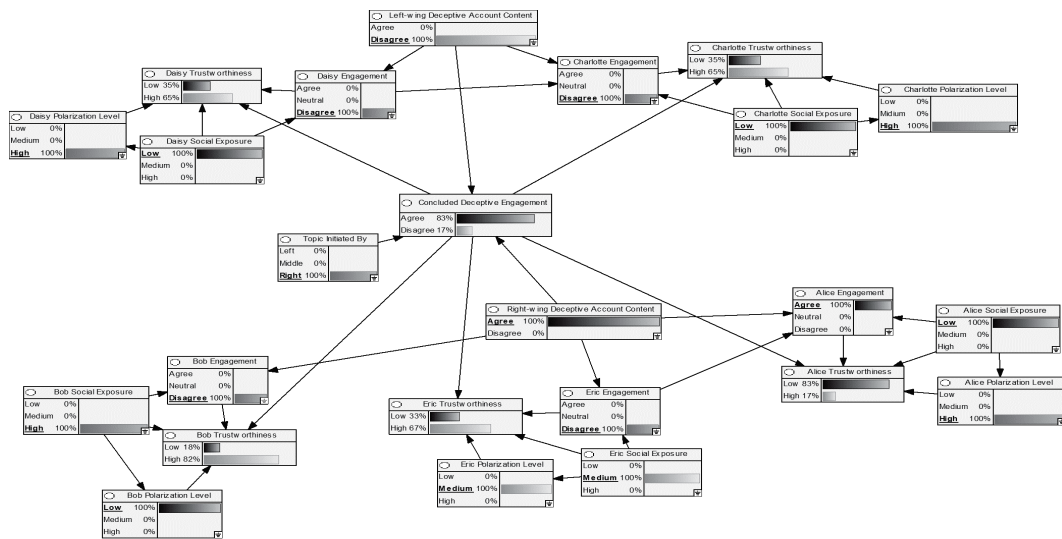 Left-wing Deceptive Account Content
Agree 0%
Disagree 100%
Daisy Trustworthiness
Low 35%
High 65%
Daisy Engagement
Agree 0%
Neutral 0%
Disagree 100%
Charlotte Engagement
Agree 0%
Neutral 0%
Disagree 100%
Charlotte Trustworthiness
Low 35%
High 65%
Daisy Polarization Level
Low 0%
Medium 0%
High 100%
Daisy Social Exposure
Low 100%
Medium 0%
High 0%
Charlotte Social Exposure
Low 100%
Medium 0%
High 0%
Charlotte Polarization Level
Low 0%
Midium 0%
High 100%
Concluded Deceptive Engagement
Agree 83%
Disagree 17%
Topic Initiated By
Left 0%
Middle 0%
Right 100%
Right-wing Deceptive Account Content
Agree 100%
Disagree 0%
Alice Engagement
Agree 100%
Neutral 0%
Disagree 0%
Alice Social Exposure
Low 100%
Medium 0%
High 0%
Bob Engagement
Agree 0%
Neutral 0%
Disagree 100%
Alice Trustworthiness
Low 83%
High 17%
Alice Polarization Level
Low 0%
Medium 0%
High 100%
Bob Social Exposure
Low 0%
Medium 0%
High 100%
Eric Trustworthiness
Low 33%
High 67%
Eric Engagement
Agree 0%
Neutral 0%
Disagree 100%
Bob Trustworthiness
Low 18%
High 82%
Eric Polarization Level
Low 0%
Medium 100%
High 0%
Eric Social Exposure
Low 0%
Medium 100%
High 0%
Bob Polarization Level
Low 100%
Medium 0%
High 0%